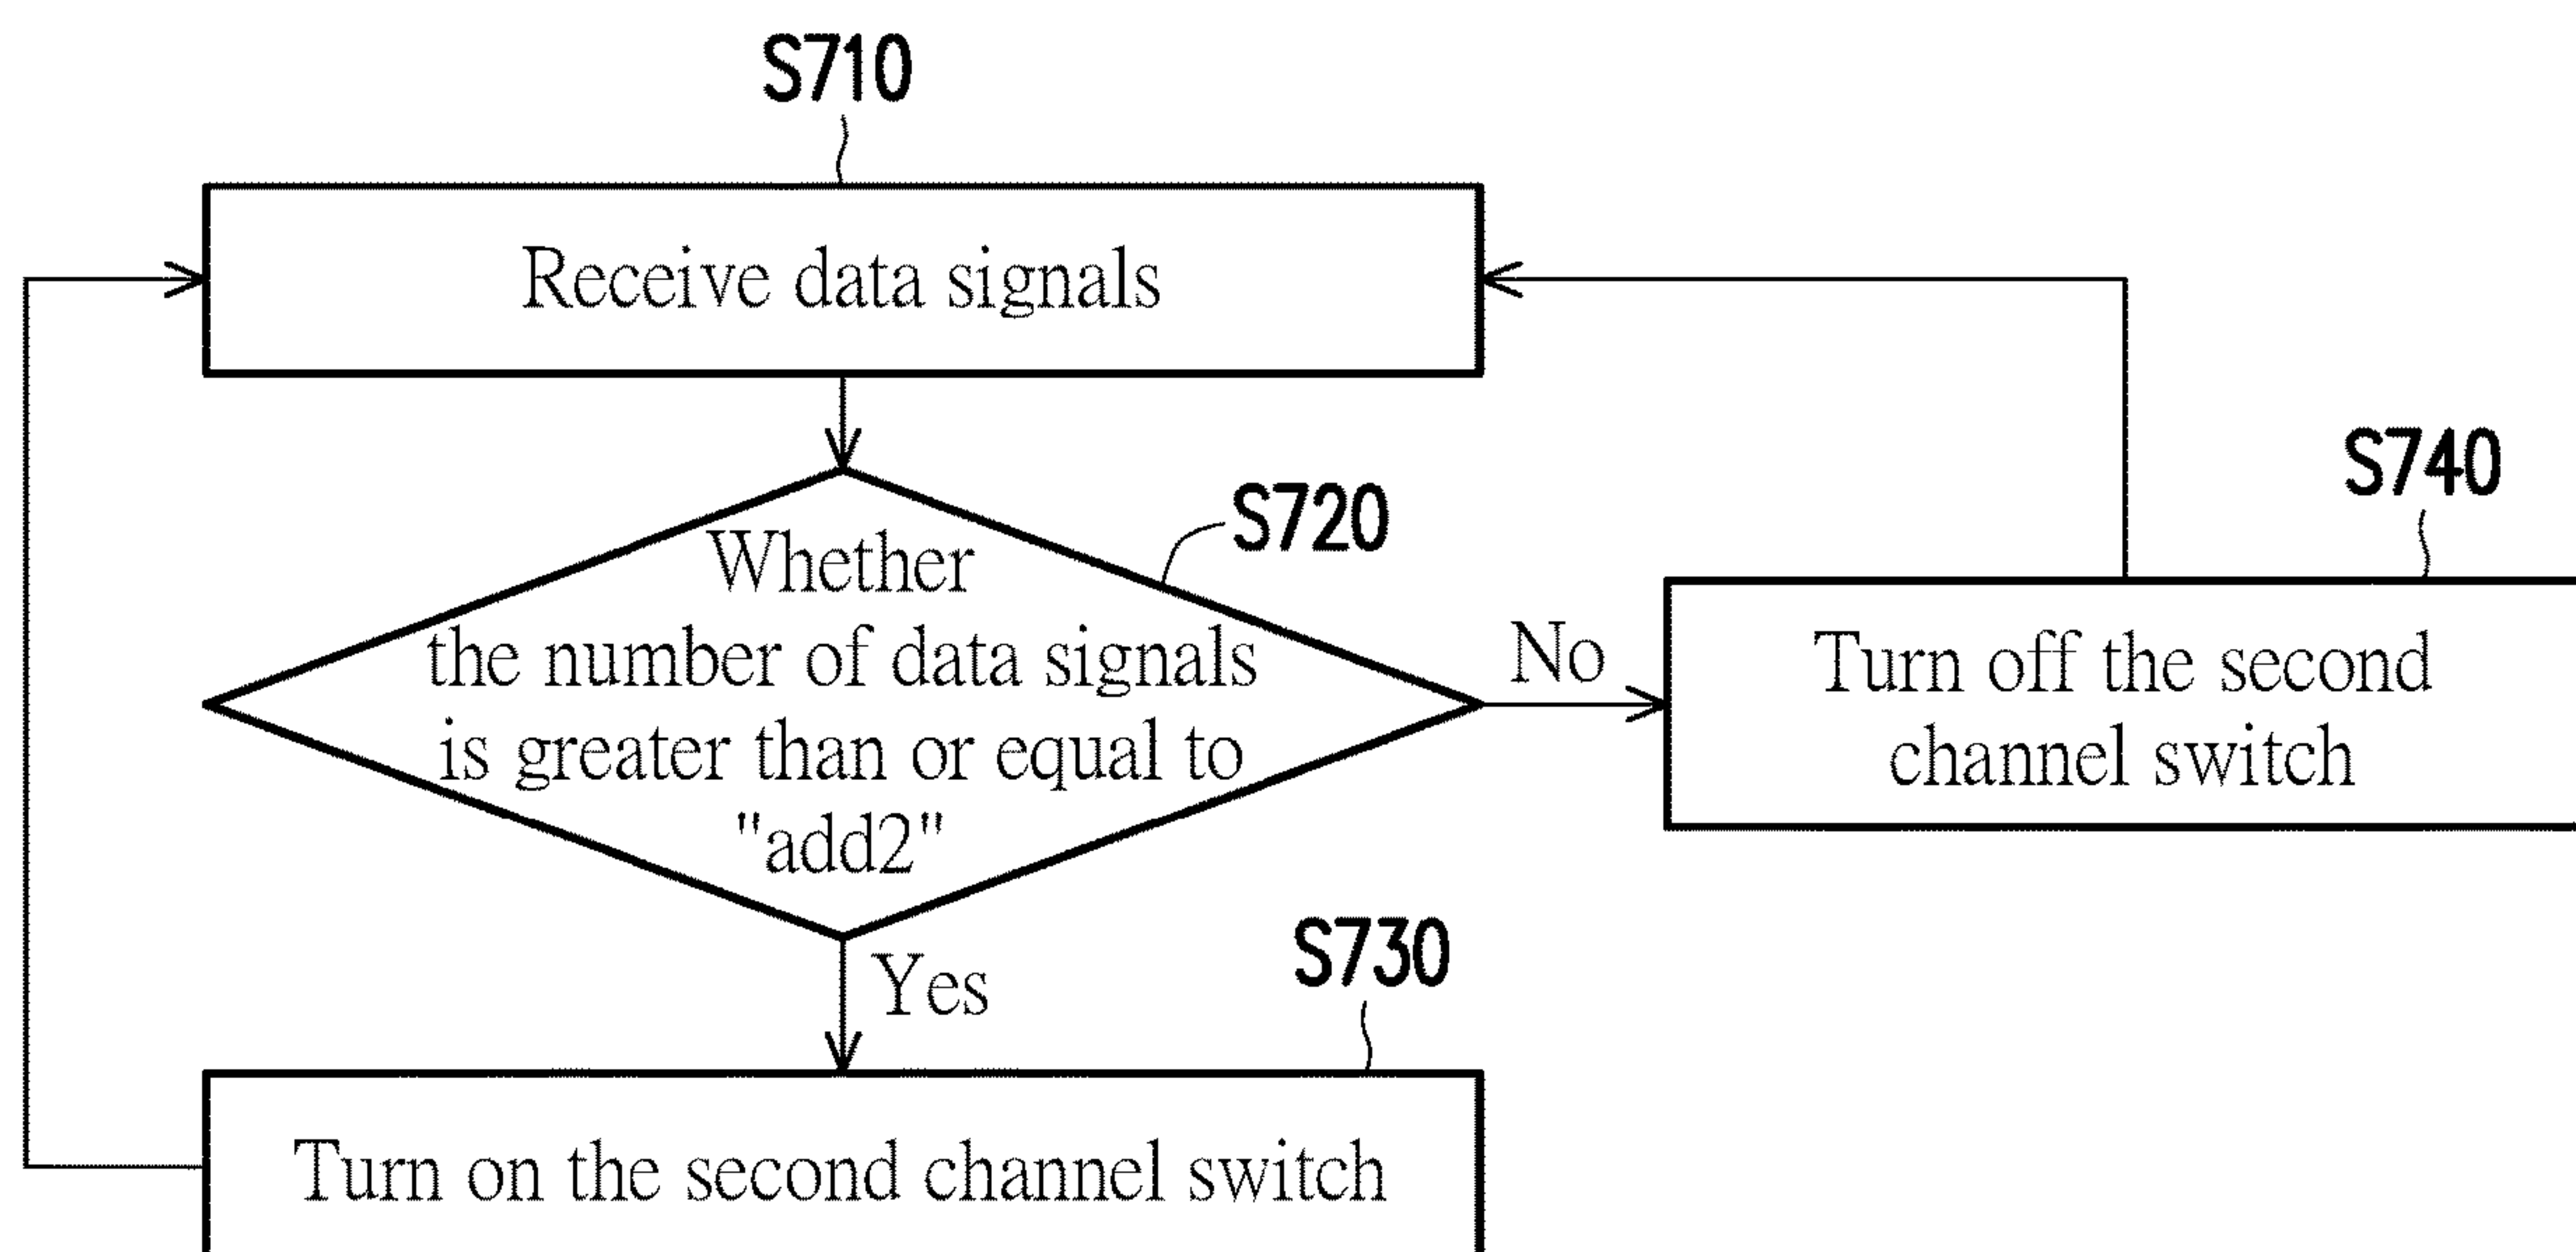 S710
Receive data signals
S720
Whether
the number of data signals
is greater than or equal to
"add2"
No
S740
Turn off the second
channel switch
Yes
S730
Turn on the second channel switch